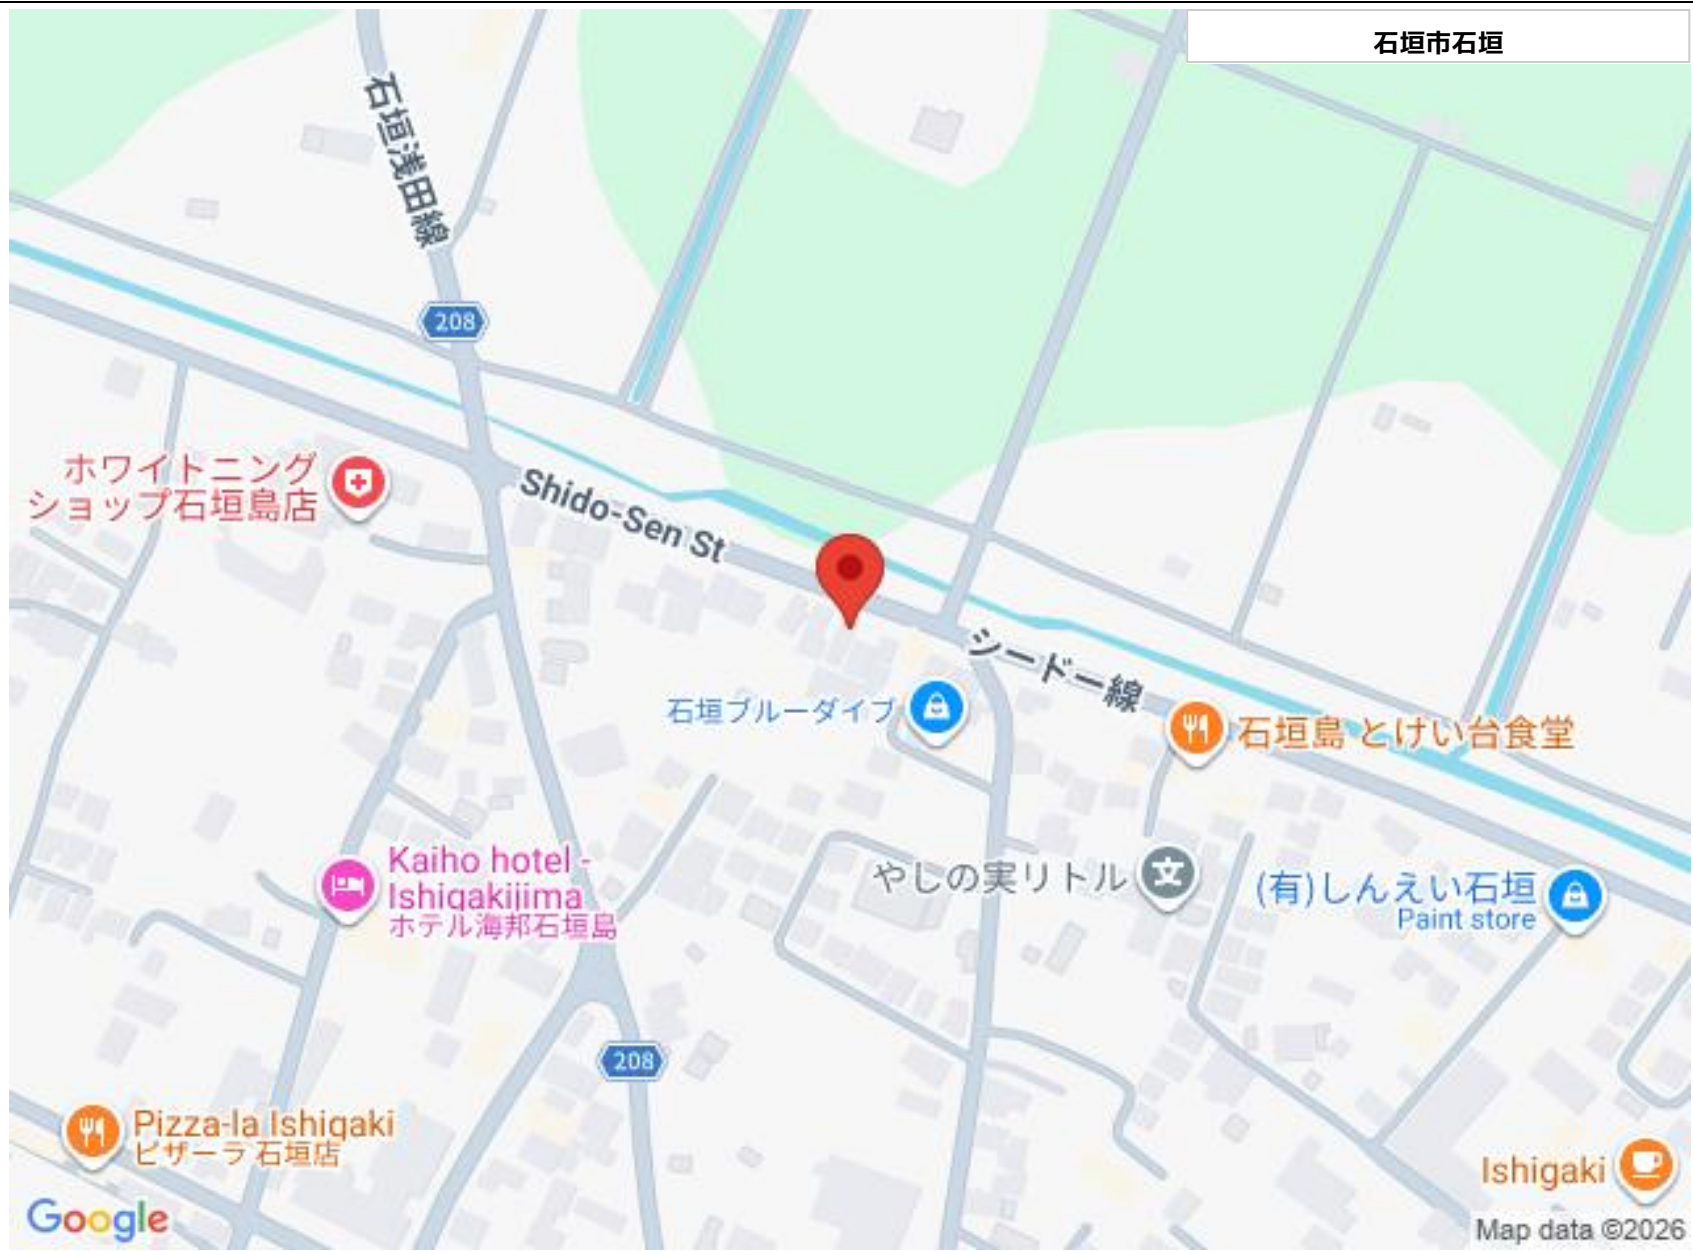 石垣市石垣
石垣浅田線
208
ホワイトニング
ショップ石垣島店
Shido-Sen St
シードー線
石垣ブルーダイブ
石垣島 とけい台食堂
Kaiho hotel -
Ishigakijima
ホテル海邦石垣島
やしの実リトル
(有)しんえい石垣
Paint store
208
Pizza-la Ishigaki
ピザーラ 石垣店
Ishigaki
Google
Map data ©2026